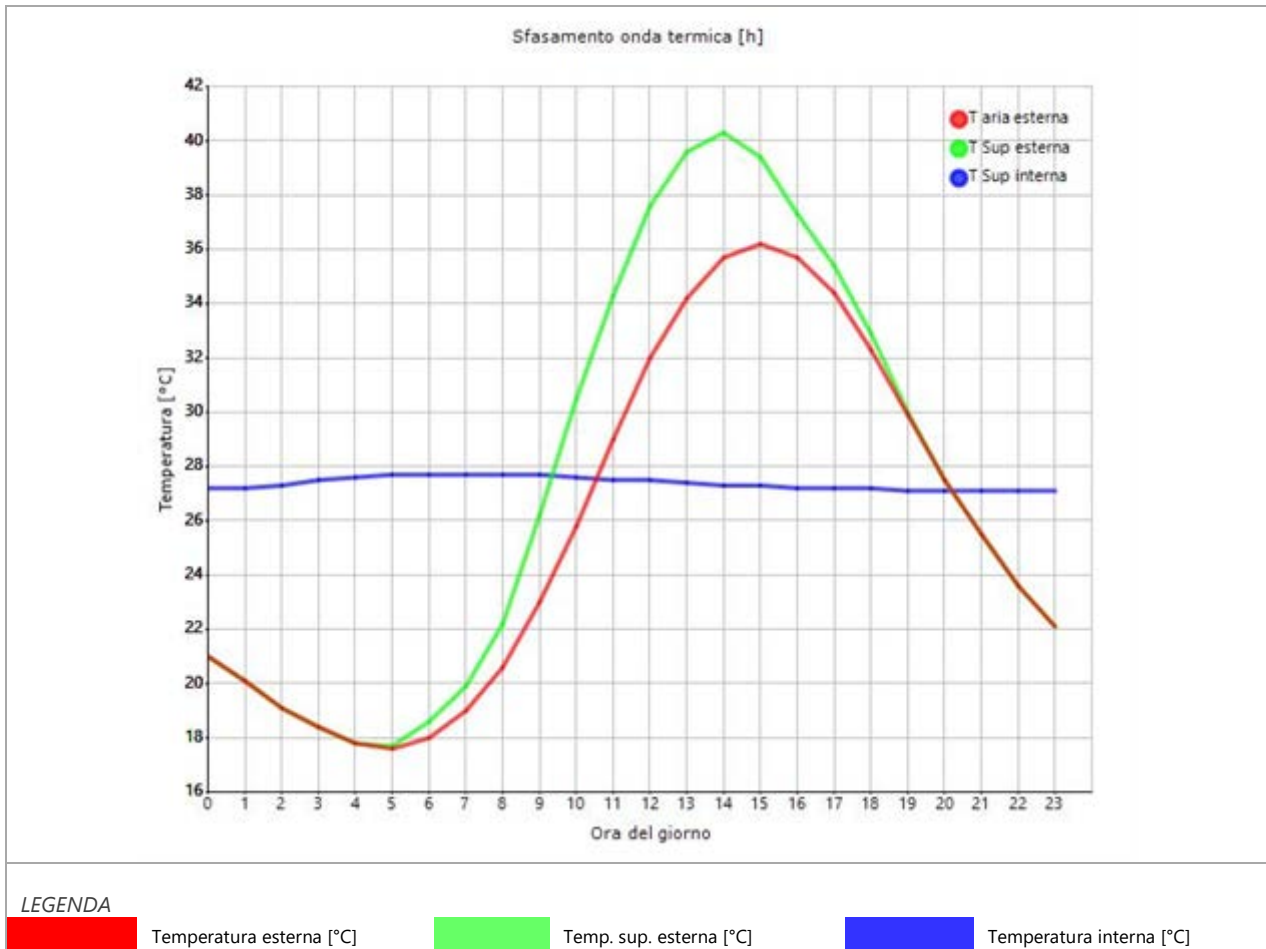 Sfasamento onda termica [h]
T aria esterna
T Sup esterna
T Sup interna
Temperatura [°C]
42
40
38
36
34
32
30
28
26
24
22
20
18
16
0 1 2 3 4 5 6 7 8 9 10 11 12 13 14 15 16 17 18 19 20 21 22 23
Ora del giorno
LEGENDA
Temperatura esterna [°C] Temp. sup. esterna [°C] Temperatura interna [°C]